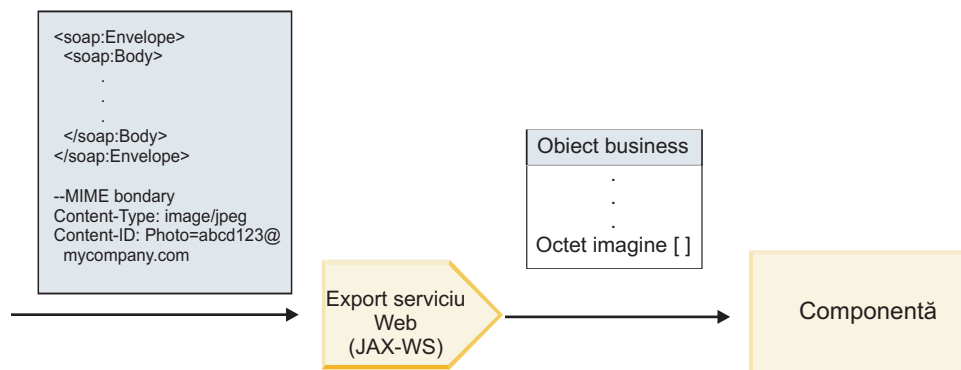 <soap:Envelope>
<soap:Body>
.
.
.
</soap:Body>
</soap:Envelope>
--MIME bondary
Content-Type: image/jpeg
Content-ID: Photo=abcd123@
mycompany.com
Obiect business
.
.
.
Octet imagine [ ]
Export serviciu
Web
(JAX-WS)
Componentă